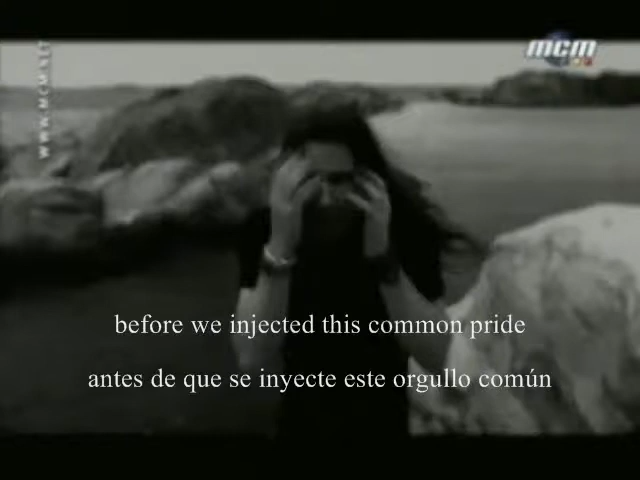 mcm
WWW.MCM.NET
before we injected this common pride
antes de que se inyecte este orgullo común